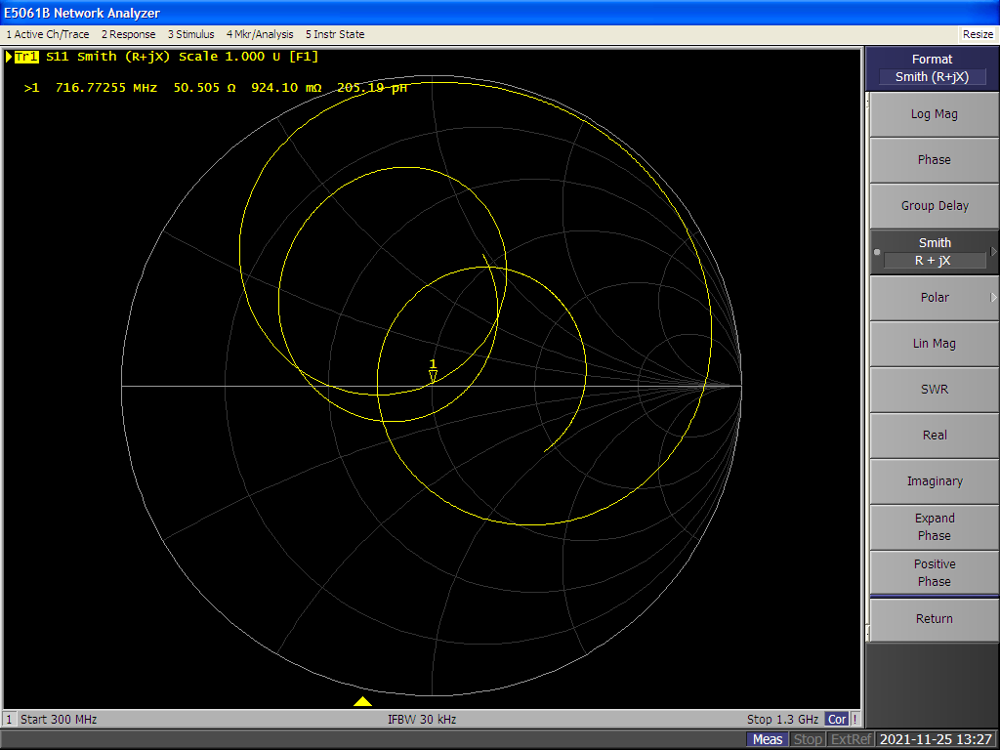 E5061B Network Analyzer
1 Active Ch/Trace 2 Response 3 Stimulus 4 Mkr/Analysis 5 Instr State Resize
Tr1 S11 Smith (R+jX) Scale 1.000 U [F1]
>1 716.77255 MHz 50.505 Ω 924.10 mΩ 205.19 pH
1
Format
Smith (R+jX)
Log Mag
Phase
Group Delay
Smith
R + jX
Polar
Lin Mag
SWR
Real
Imaginary
Expand
Phase
Positive
Phase
Return
1 Start 300 MHz IFBW 30 kHz Stop 1.3 GHz Cor !
Meas Stop ExtRef 2021-11-25 13:27